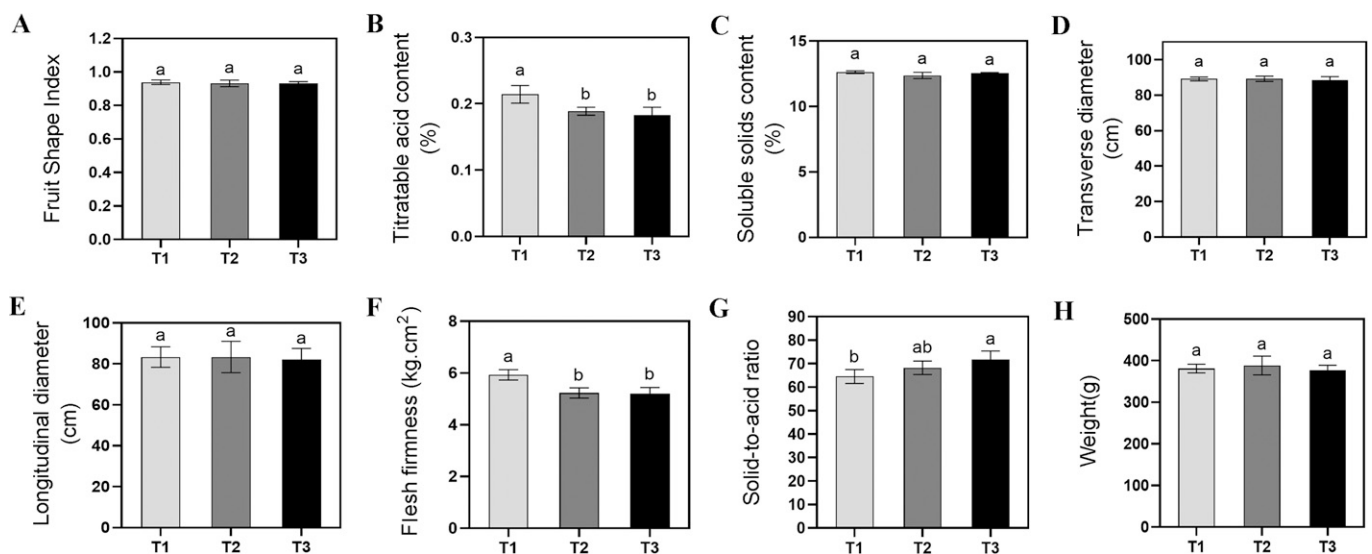 A
Fruit Shape Index
1.2
1.0
0.8
0.6
0.4
0.2
0.0
a
a
a
T1
T2
T3
B
Titratable acid content
(%)
0.3
0.2
0.1
0.0
a
b
b
T1
T2
T3
C
Soluble solids content
(%)
15
10
5
0
a
a
a
T1
T2
T3
D
Transverse diameter
(cm)
100
80
60
40
20
0
a
a
a
T1
T2
T3
E
Longitudinal diameter
(cm)
100
80
60
40
20
0
a
a
a
T1
T2
T3
F
Flesh firmness (kg.cm²)
8
6
4
2
0
a
b
b
T1
T2
T3
G
Solid-to-acid ratio
90
80
70
60
50
40
30
20
10
0
b
ab
a
T1
T2
T3
H
Weight(g)
500
400
300
200
100
0
a
a
a
T1
T2
T3